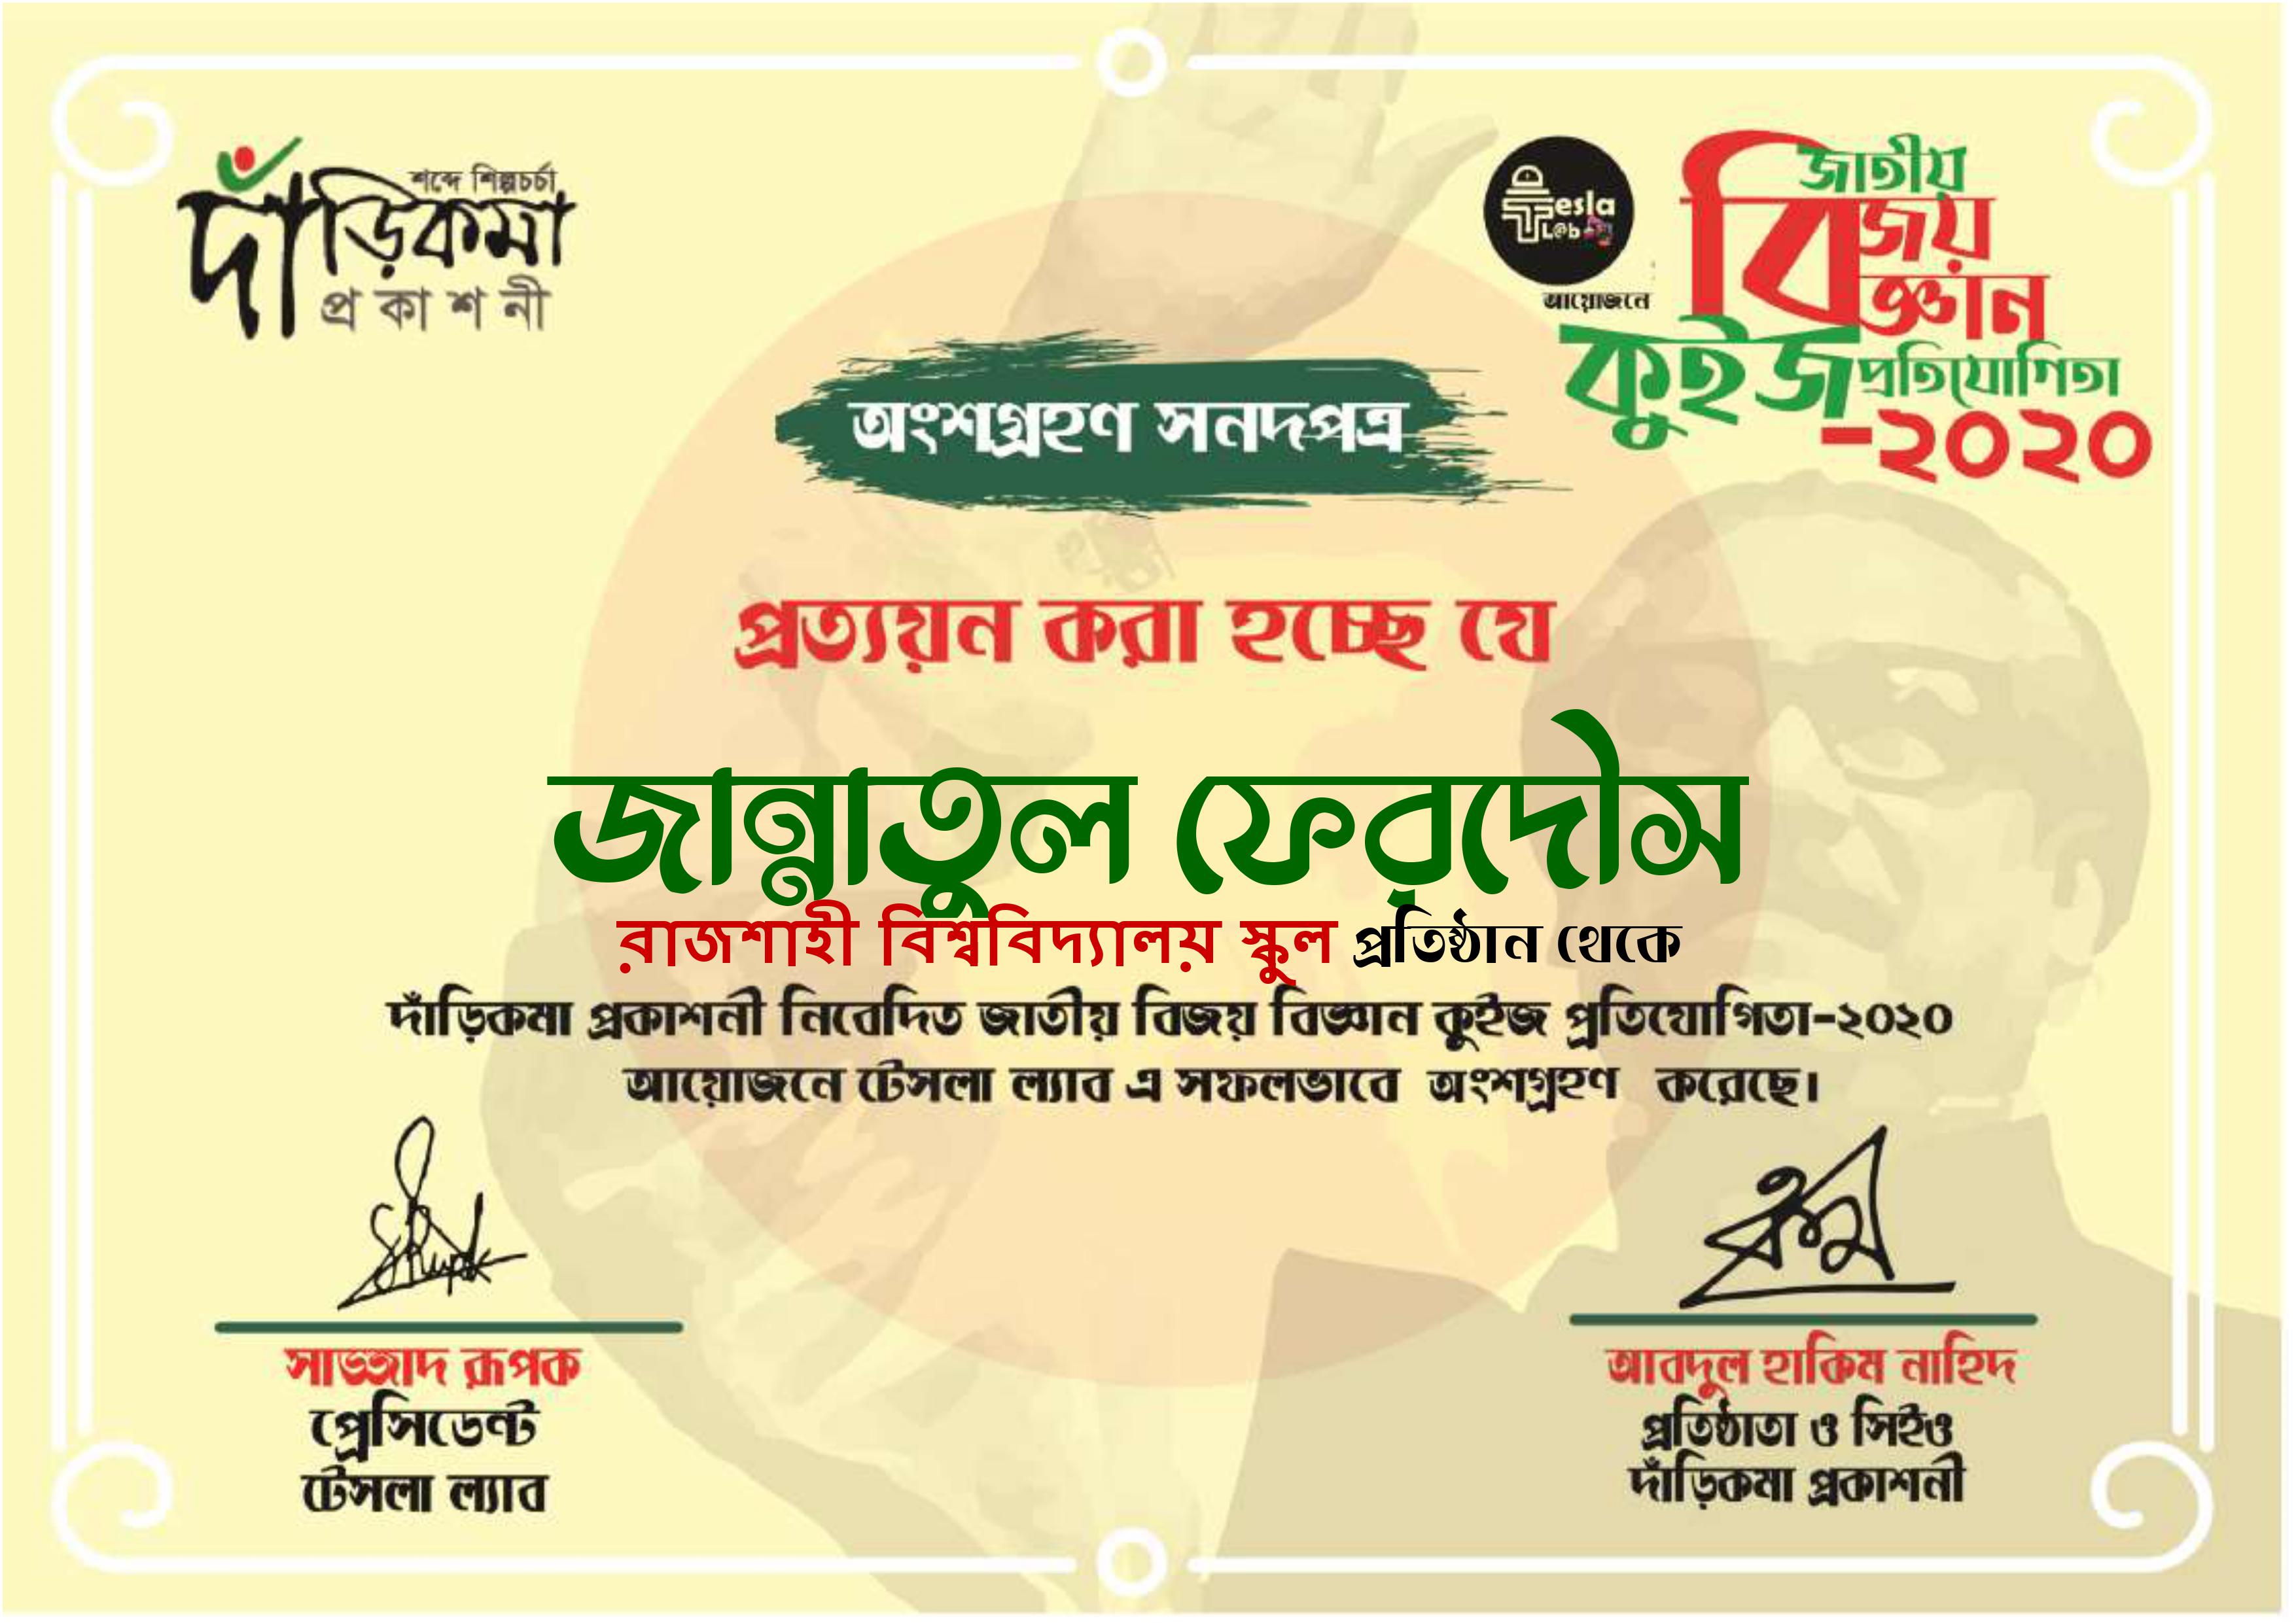 শব্দে শিল্পচর্চা
দাঁড়িকমা
প্রকাশনী
Tesla
L@b
আয়োজনে
জাতীয়
বিজয়
বিজ্ঞান
কুইজ প্রতিযোগিতা
-২০২০
অংশগ্রহণ সনদপত্র
প্রত্যয়ন করা হচ্ছে যে
জান্নাতুল ফেরদৌস
রাজশাহী বিশ্ববিদ্যালয় স্কুল প্রতিষ্ঠান থেকে
দাঁড়িকমা প্রকাশনী নিবেদিত জাতীয় বিজয় বিজ্ঞান কুইজ প্রতিযোগিতা-২০২০
আয়োজনে টেসলা ল্যাব এ সফলভাবে অংশগ্রহণ করেছে।
সাজ্জাদ রূপক
প্রেসিডেন্ট
টেসলা ল্যাব
আবদুল হাকিম নাহিদ
প্রতিষ্ঠাতা ও সিইও
দাঁড়িকমা প্রকাশনী